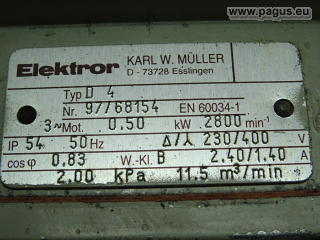 www.pagus.eu
Elektror KARL W. MÜLLER
D - 73728 Esslingen
Typ D 4
Nr. 97/68154 EN 60034-1
3~Mot. 0.50 kW 2800 min⁻¹
IP 54 50 Hz Δ/⅄ 230/400 V
cos φ 0.83 W.-Kl. B 2.40/1.40 A
2.00 kPa 11.5 m³/min